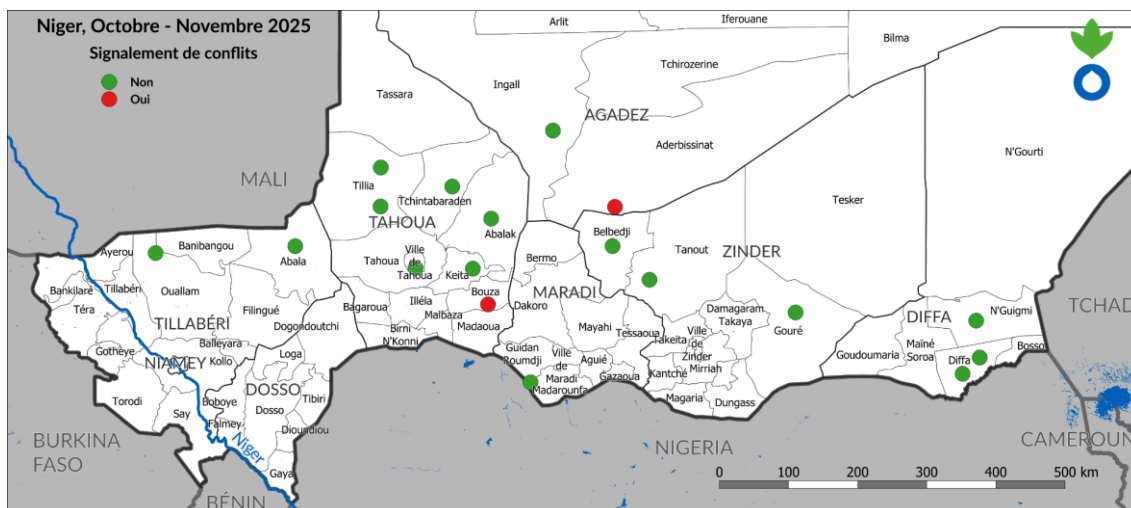 Niger, Octobre - Novembre 2025
Signalement de conflits
Non
Oui
Arlit
Iferouane
Bilma
Tchirozerine
Ingall
Tassara
AGADEZ
Aderbissinat
N'Gourti
MALI
Tillia
Tchintabaraden
Tesker
TAHOUA
Abalak
Belbedji
Tanout
ZINDER
Ayerou
Banibangou
Abala
Tahoua
Ville
de
Tahoua
Keita
Bermo
Bankilaré
Tillabéri
Ouallam
Téra
Filingué
Bagaroua
Illéla
Bouza
Malbaza
Madaoua
Dakoro
MARADI
Damagaram
Takaya
Gouré
DIFFA
N'Guigmi
TCHAD
TILLABÉRI
Dogondoutchi
Birni
N'Konni
Mayahi
Tessaoua
Takeita
Ville
de
Zinder
Mirriah
Goudoumaria
Maïné
Soroa
Diffa
Bosso
Gotheye
NIAMEY
Balleyara
Kollo
Loga
Guidan
Roumdji
Ville
de
Maradi
Madarounfa
Aguié
Gazaoua
Kantché
Magaria
Dungass
Torodi
Say
Boboye
DOSSO
Dosso
Tibiri
Falmey
Dioundiou
Gaya
Niger
BURKINA
FASO
BÉNIN
NIGERIA
CAMEROUN
0 100 200 300 400 500 km